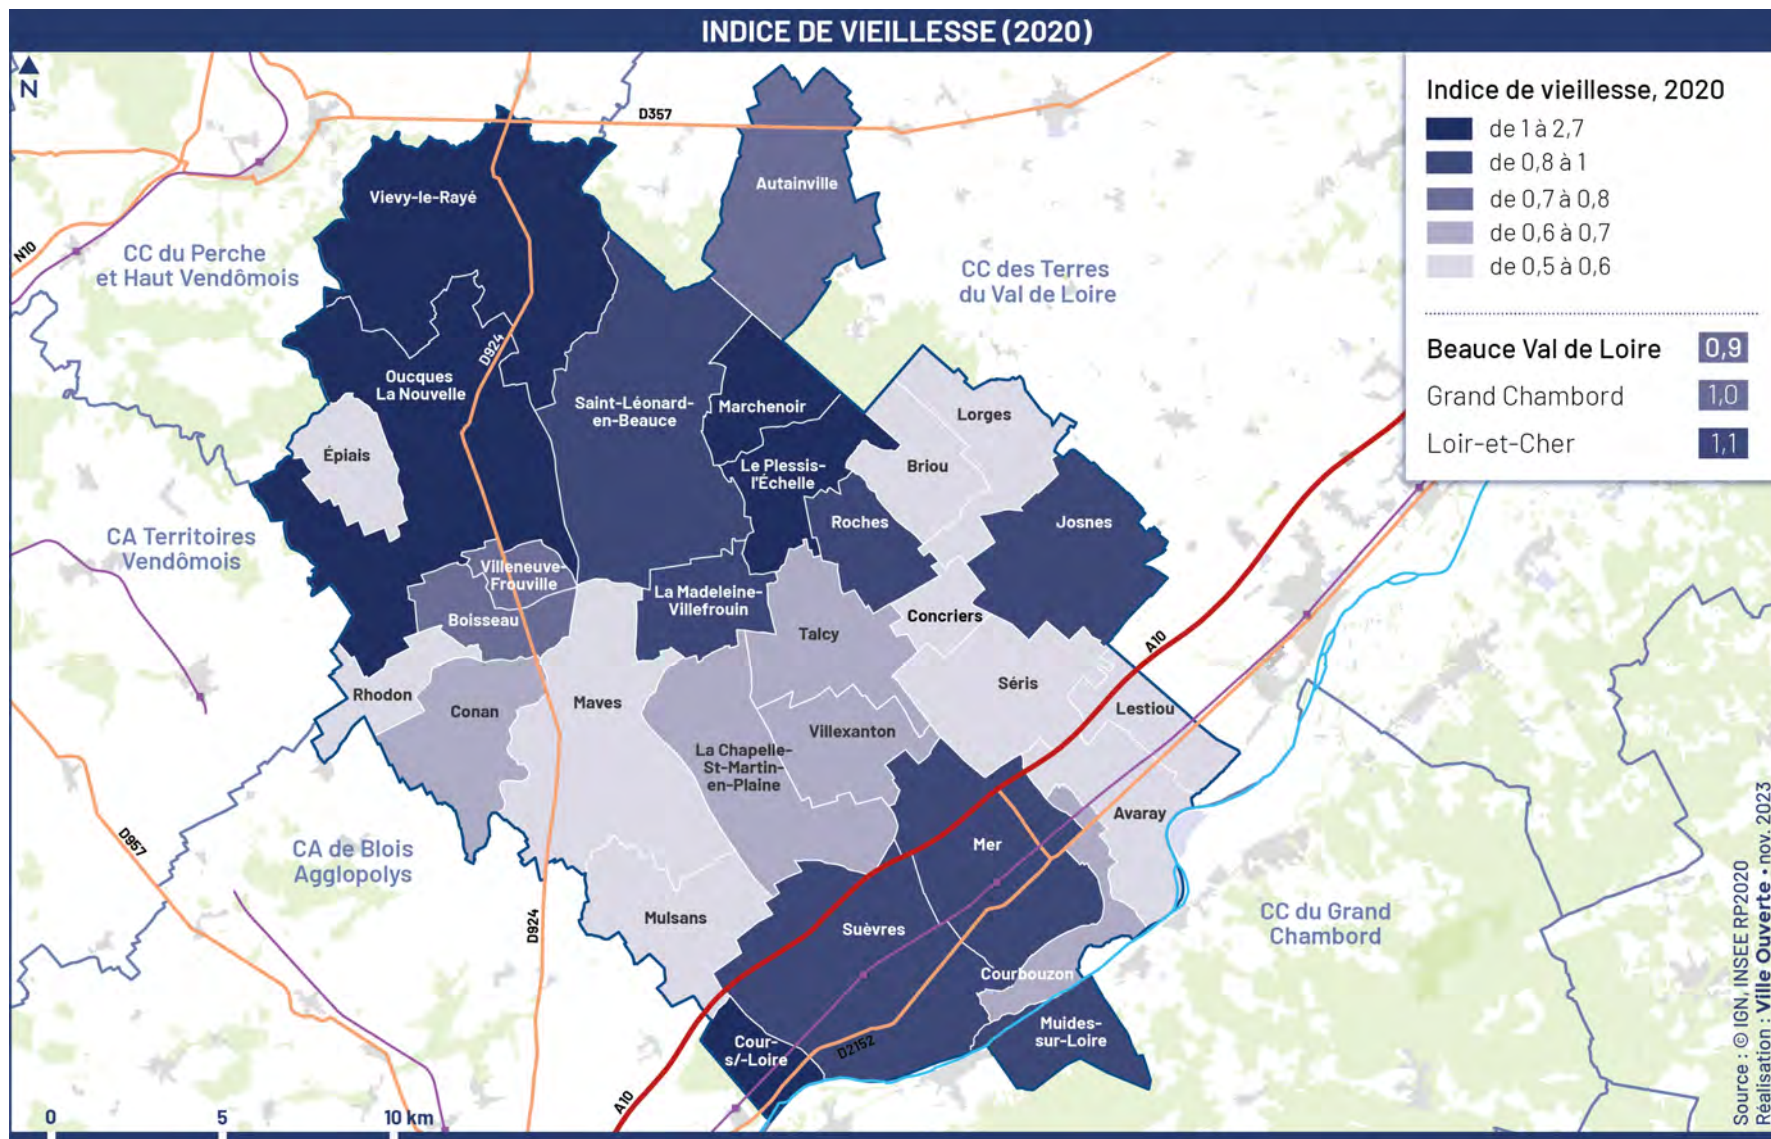 INDICE DE VIEILLESSE (2020)
N
Indice de vieillesse, 2020
de 1 à 2,7
de 0,8 à 1
de 0,7 à 0,8
de 0,6 à 0,7
de 0,5 à 0,6
Beauce Val de Loire 0,9
Grand Chambord 1,0
Loir-et-Cher 1,1
D357
Autainville
Vievy-le-Rayé
N10
CC du Perche
et Haut Vendômois
CC des Terres
du Val de Loire
D924
Oucques
La Nouvelle
Saint-Léonard-
en-Beauce
Marchenoir
Lorges
Épiais
Briou
Le Plessis-
l'Échelle
Roches
Josnes
CA Territoires
Vendômois
Villeneuve-
Frouville
Boisseau
La Madeleine-
Villefrouin
Concriers
Talcy
A10
Rhodon
Conan
Maves
Séris
Lestiou
Villexanton
La Chapelle-
St-Martin-
en-Plaine
Avaray
D957
CA de Blois
Agglopolys
Mer
Mulsans
D924
Suèvres
CC du Grand
Chambord
Courbouzon
Muides-
sur-Loire
Cour-
s/-Loire
D2152
A10
0 5 10 km
Source : © IGN, INSEE RP2020
Réalisation : Ville Ouverte • nov. 2023